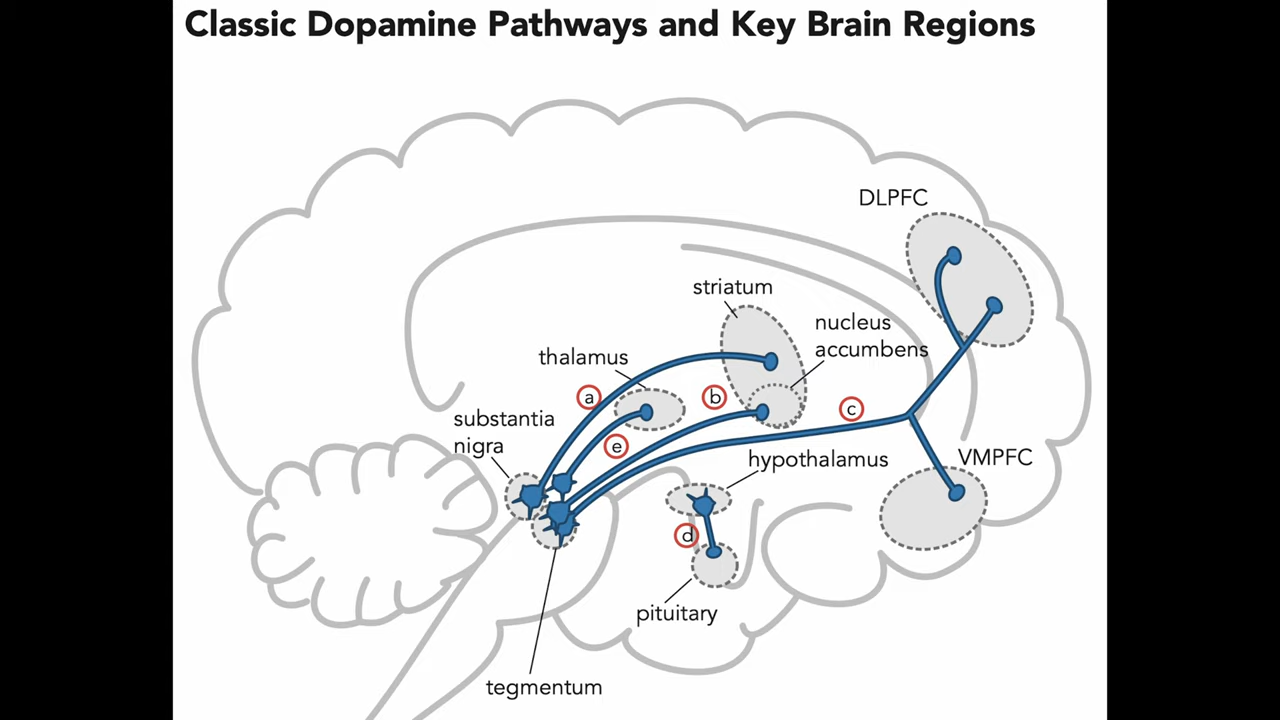 Classic Dopamine Pathways and Key Brain Regions
DLPFC
striatum
nucleus
accumbens
thalamus
a
b
c
substantia
nigra
e
hypothalamus
VMPFC
d
pituitary
tegmentum